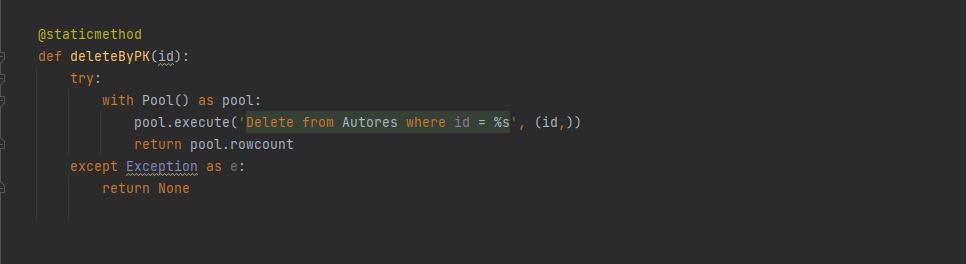 @staticmethod
def deleteByPK(id):
    try:
        with Pool() as pool:
            pool.execute('Delete from Autores where id = %s', (id,))
            return pool.rowcount
    except Exception as e:
        return None